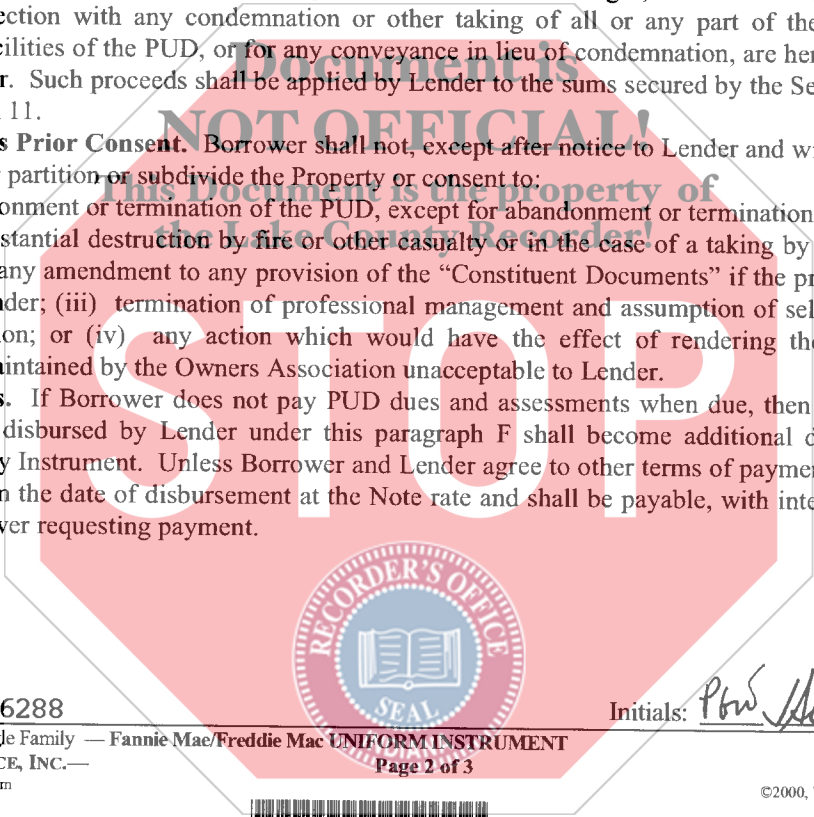 ection with any condemnation or other taking of all or any part of the
cilities of the PUD, or for any conveyance in lieu of condemnation, are her
r. Such proceeds shall be applied by Lender to the sums secured by the Se
11.
s Prior Consent. Borrower shall not, except after notice to Lender and wi
partition or subdivide the Property or consent to:
onment or termination of the PUD, except for abandonment or termination
stantial destruction by fire or other casualty or in the case of a taking by
any amendment to any provision of the “Constituent Documents” if the pr
nder; (iii) termination of professional management and assumption of sel
on; or (iv) any action which would have the effect of rendering the
aintained by the Owners Association unacceptable to Lender.
s. If Borrower does not pay PUD dues and assessments when due, then
disbursed by Lender under this paragraph F shall become additional d
y Instrument. Unless Borrower and Lender agree to other terms of paymen
n the date of disbursement at the Note rate and shall be payable, with inte
ver requesting payment.
Document is
NOT OFFICIAL!
This Document is the property of
the Lake County Recorder!
STOP
RECORDER'S OFFICE
SEAL
INDIANA
6288
Initials: PGW
le Family — Fannie Mae/Freddie Mac UNIFORM INSTRUMENT
CE, INC.—
Page 2 of 3
m
©2000,